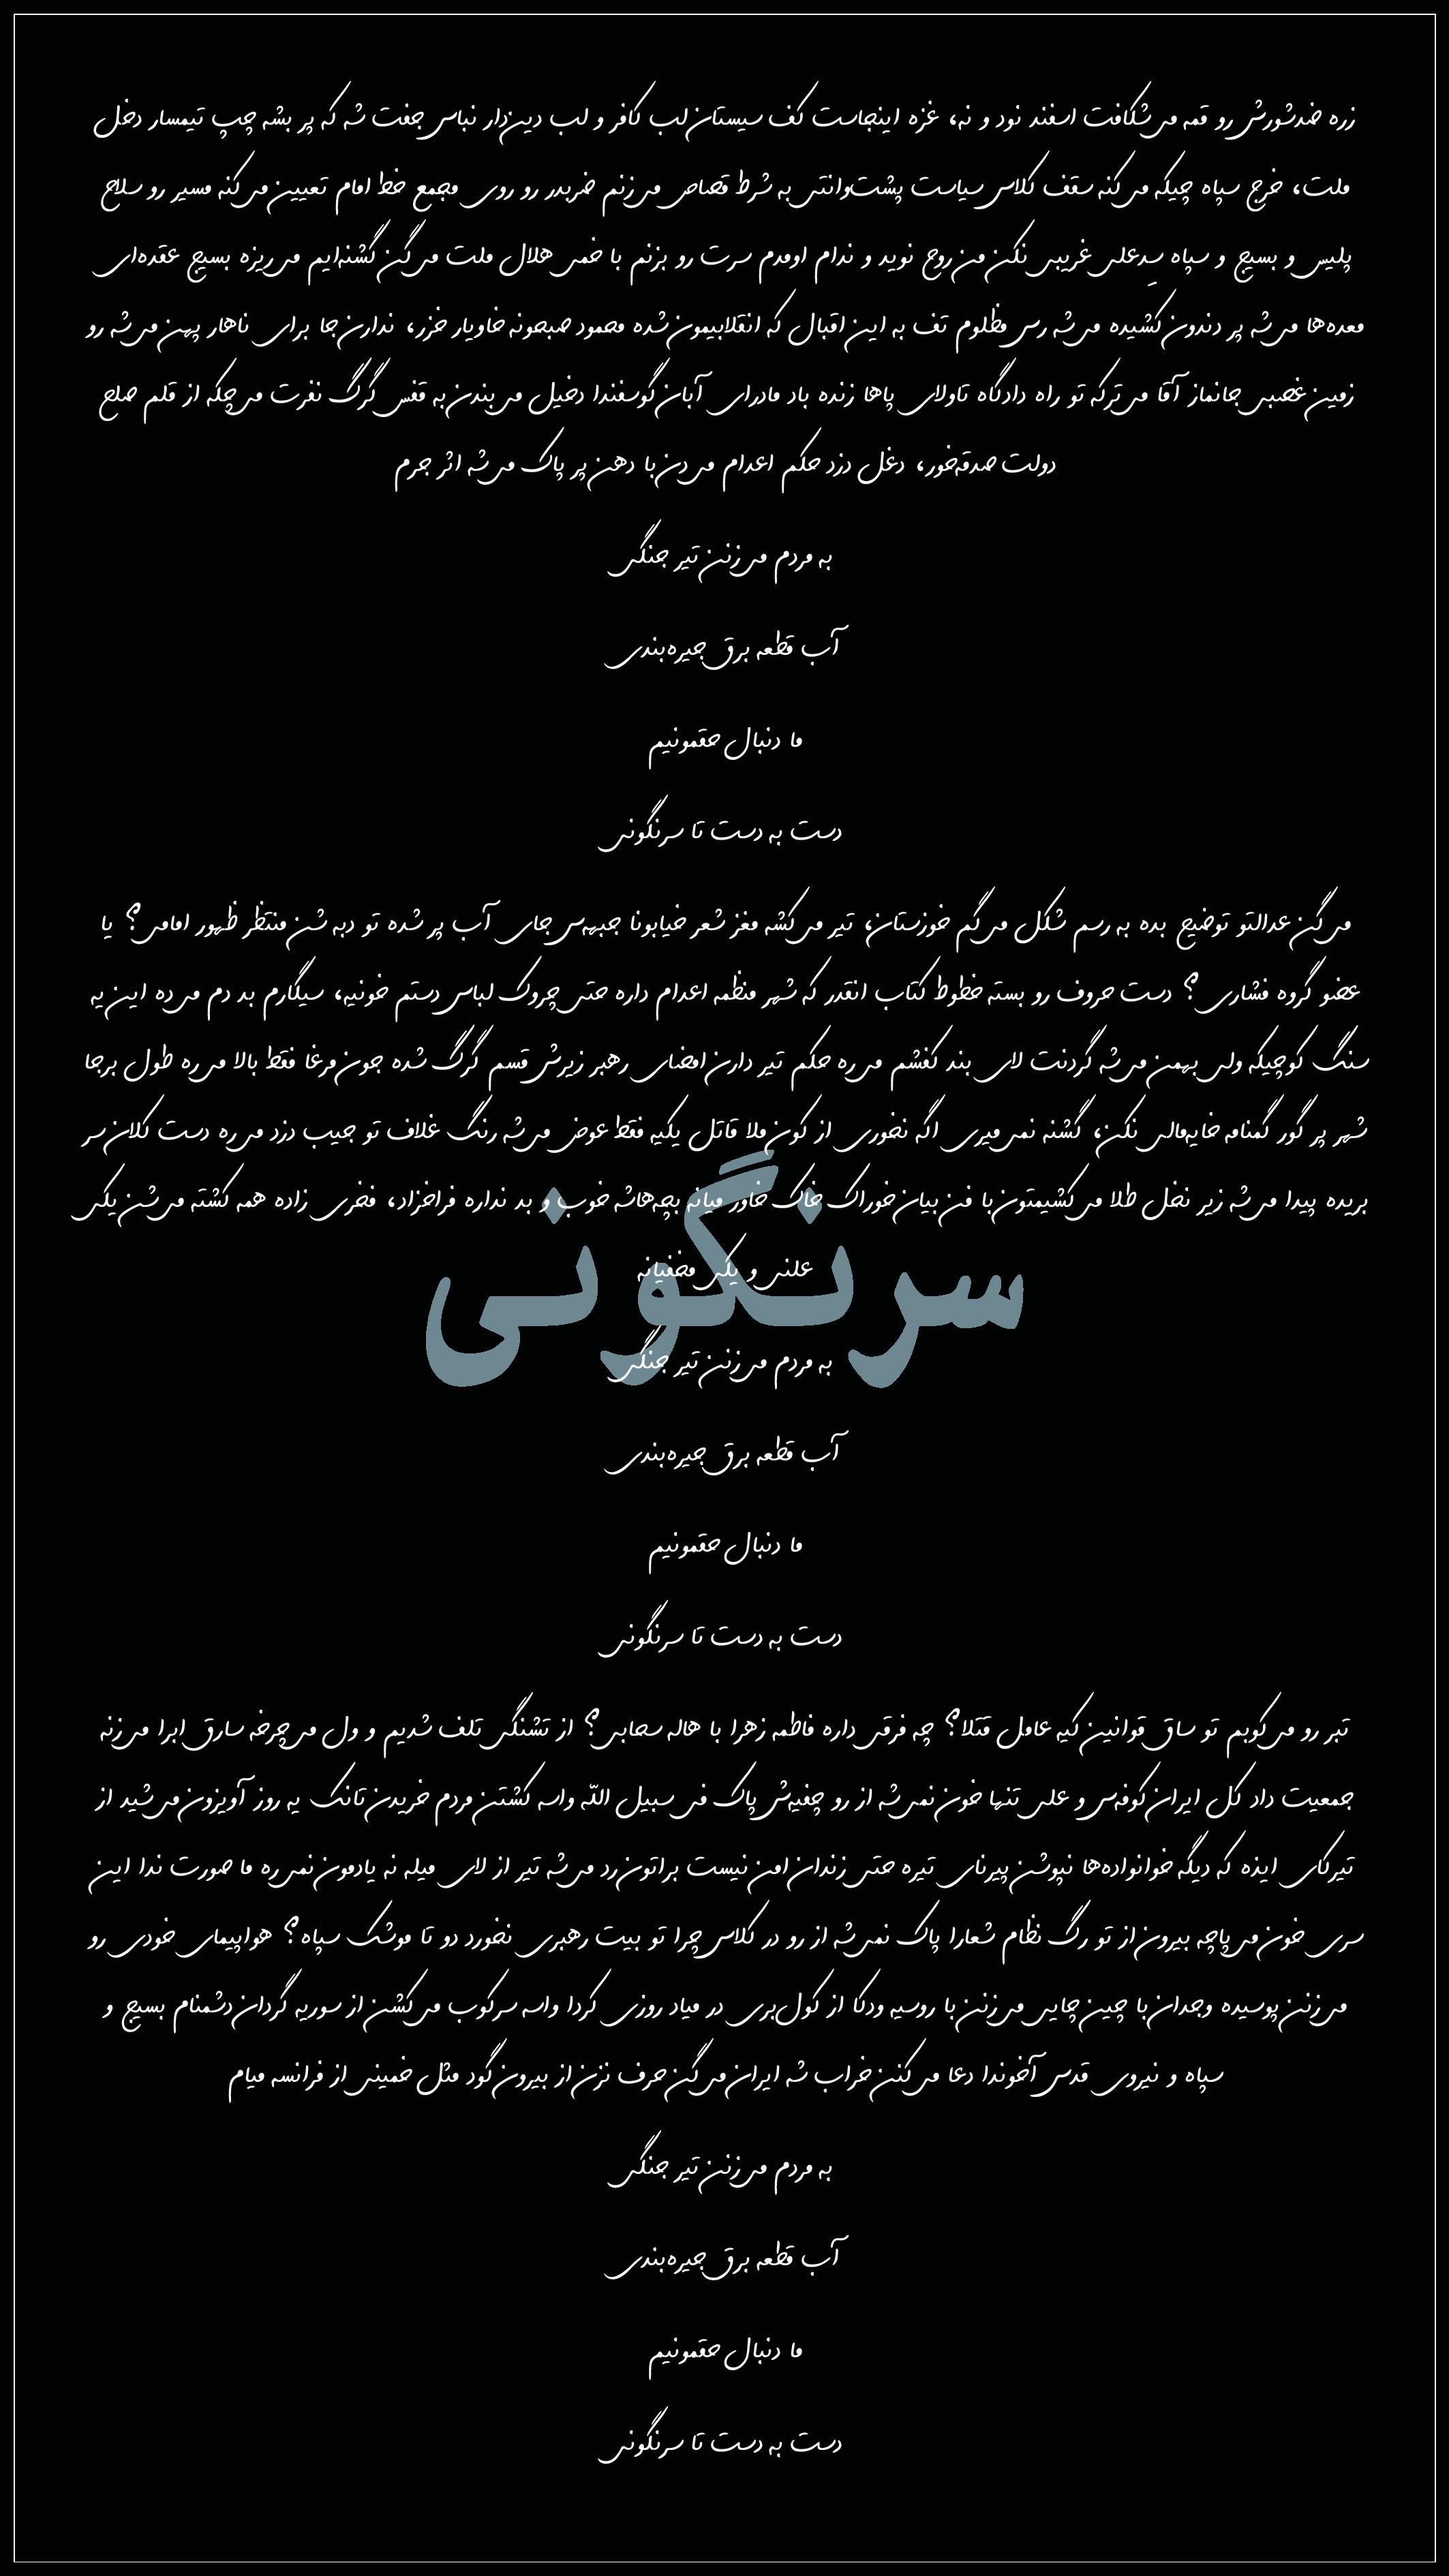 زره ضدشورش رو قمه می‌شکافت اسفند نود و نه، غزه اینجاست کف سیستان لب کافر و لب دین‌دار نباس جفت شه که پر بشه چپ تیمسار دخل
ملت، خرج سپاه چیکه می‌کنه سقف کلاس سیاست پشت‌وانتی به شرط قصاص می‌زنم ضربدر رو روی مجمع خط امام تعیین می‌کنه مسیر رو سلاح
پلیس و بسیج و سپاه سیدعلی غریبی نکن من روح نوید و ندام اومدم سرت رو بزنم با خمس هلال ملت می‌گن گشنه‌ایم می‌ریزه بسیج عقده‌ای
معده‌ها می‌شه پر دندون کشیده می‌شه رسی مظلوم تف به این اقبال که انقلابیمون شده محمود صبحونه خاویار خزر، ندارن جا برای ناهار پهن می‌شه رو
زمین غصبی جانماز آقا می‌ترکه تو راه دادگاه تاولای پاها زنده باد مادرای آبان گوسفندا دخیل می‌بندن به قفس گرگ نفرت می‌چکه از قلم صلح
دولت صدقه‌خور، دغل دزد حکم اعدام می‌دن با دهن پر پاک می‌شه اثر جرم
به مردم می‌زنن تیر جنگی
آب قطعه برق جیره‌بندی
ما دنبال حقمونیم
دست به دست تا سرنگونی
می‌گن عدالتو توضیح بده به رسم شکل می‌گم خوزستان، تیر می‌کشه مغز شعر خیابونا جبهه‌س جای آب پر شده تو دبه شن منتظر ظهور امامی؟ یا
عضو گروه فشاری؟ دست حروف رو بسته خطوط کتاب انقدر که شهر منظمه اعدام داره حتی چروک لباس دستم خونیه، سیگارم بد دم می‌ده این یه
سنگ کوچیکه ولی بهمن می‌شه گردنت لای بند کفشم می‌ره حکم تیر دارن امضای رهبر زیرش قسم گرگ شده جون مرغا فقط بالا می‌ره طول برجا
شهر پر گور گمنامه خایه‌مالی نکن، گشنه نمی‌میری اگه نخوری از کون ملا قاتل یکیه فقط عوض می‌شه رنگ غلاف تو جیب دزد می‌ره دست کلان سر
بریده پیدا می‌شه زیر نخل طلا می‌کشیمتون با فن بیان خوراک خاک خاور میانه بچه‌هاشه خوب و بد نداره فراخزاد، فخری زاده همه کشته می‌شن یکی
علنی و یکی مخفیانه
سرنگونی
به مردم می‌زنن تیر جنگی
آب قطعه برق جیره‌بندی
ما دنبال حقمونیم
دست به دست تا سرنگونی
تبر رو می‌کوبم تو ساق قوانین کیه عامل قتلا؟ چه فرقی داره فاطمه زهرا با هاله سحابی؟ از تشنگی تلف شدیم و ول می‌چرخه سارق ابرا می‌زنه
جمعیت داد کل ایران کوفه‌س و علی تنها خون نمی‌شه از رو چفیه‌ش پاک فی سبیل الله واسه کشتن مردم خریدن تانک یه روز آویزون می‌شید از
تیرکای ایذه که دیگه خوانواده‌ها نپوشن پیرنای تیره حتی زندان امن نیست براتون رد می‌شه تیر از لای میله نه یادمون نمی‌ره ما صورت ندا این
سری خون می‌پاچه بیرون از تو رگ نظام شعارا پاک نمی‌شه از رو در کلاس چرا تو بیت رهبری نخورد دو تا موشک سپاه؟ هواپیمای خودی رو
می‌زنن پوسیده وجدان با چین چایی می‌زنن با روسیه ودکا از کول‌بری در میاد روزی کردا واسه سرکوب می‌کشن از سوریه گردان دشمنام بسیج و
سپاه و نیروی قدس آخوندا دعا می‌کنن خراب شه ایران می‌گن حرف نزن از بیرون گود مثل خمینی از فرانسه میام
به مردم می‌زنن تیر جنگی
آب قطعه برق جیره‌بندی
ما دنبال حقمونیم
دست به دست تا سرنگونی